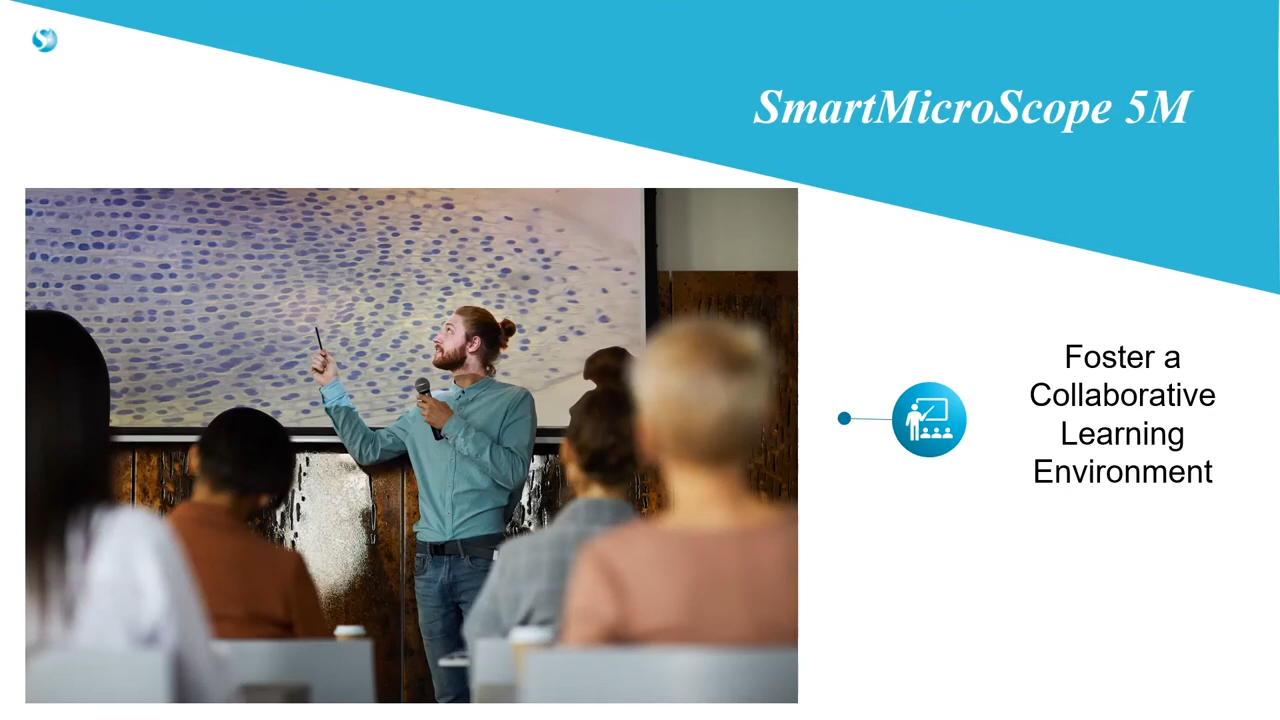 SmartMicroScope 5M
Foster a
Collaborative
Learning
Environment